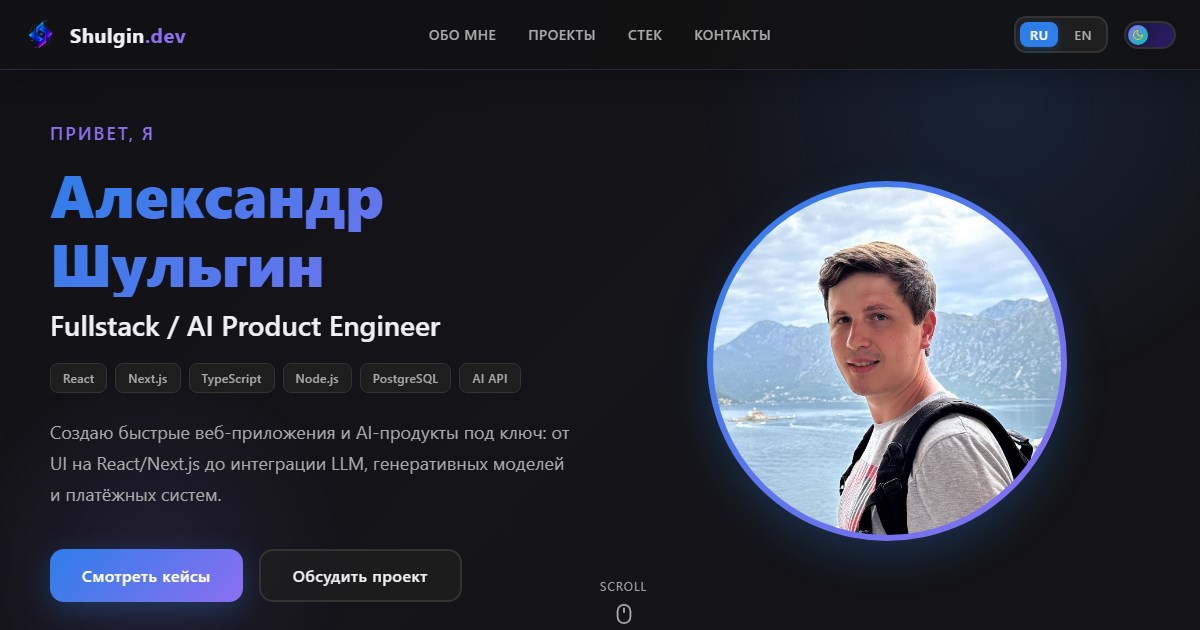 Shulgin.dev
ОБО МНЕ
ПРОЕКТЫ
СТЕК
КОНТАКТЫ
RU
EN
ПРИВЕТ, Я
Александр
Шульгин
Fullstack / AI Product Engineer
React
Next.js
TypeScript
Node.js
PostgreSQL
AI API
Создаю быстрые веб-приложения и AI-продукты под ключ: от
UI на React/Next.js до интеграции LLM, генеративных моделей
и платёжных систем.
Смотреть кейсы
Обсудить проект
SCROLL